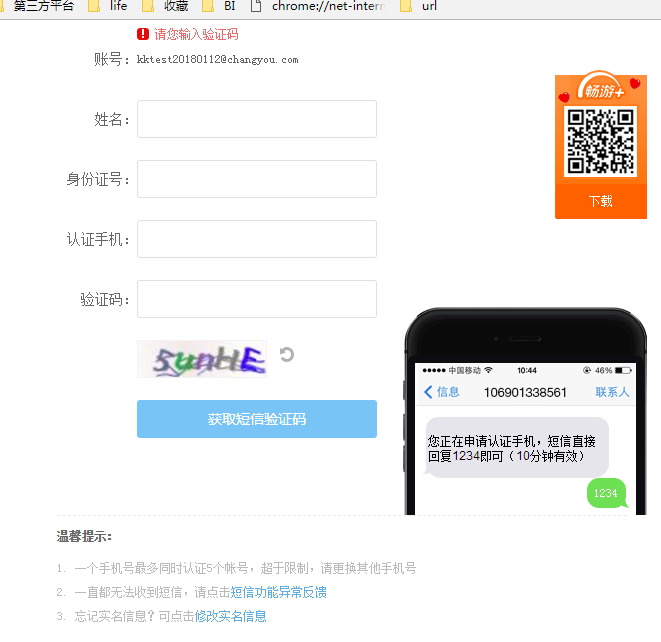 第三方平台 life 收藏 BI chrome://net-intern url
请您输入验证码
账号：kktest20180112@changyou.com
姓名：
身份证号：
认证手机：
验证码：
5unHE
获取短信验证码
畅游+
下载
中国移动 10:44 46%
信息 106901338561 联系人
您正在申请认证手机，短信直接
回复1234即可（10分钟有效）
1234
温馨提示：
1. 一个手机号最多同时认证5个帐号，超于限制，请更换其他手机号
2. 一直都无法收到短信，请点击短信功能异常反馈
3. 忘记实名信息？可点击修改实名信息